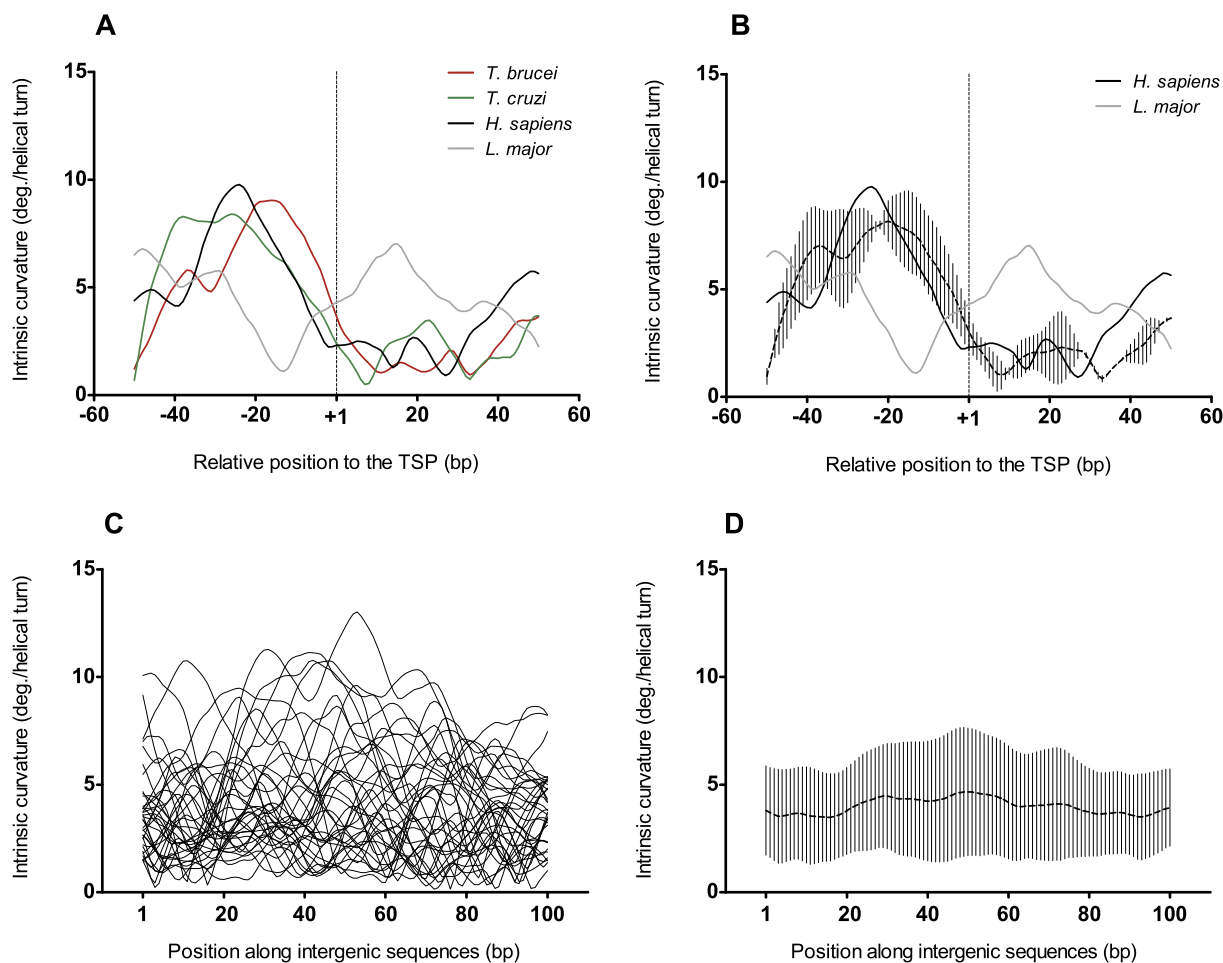 A
Intrinsic curvature (deg./helical turn)
15
10
5
0
-60 -40 -20 +1 20 40 60
Relative position to the TSP (bp)
T. brucei
T. cruzi
H. sapiens
L. major
B
Intrinsic curvature (deg./helical turn)
15
10
5
0
-60 -40 -20 +1 20 40 60
Relative position to the TSP (bp)
H. sapiens
L. major
C
Intrinsic curvature (deg./helical turn)
15
10
5
0
1 20 40 60 80 100
Position along intergenic sequences (bp)
D
Intrinsic curvature (deg./helical turn)
15
10
5
0
1 20 40 60 80 100
Position along intergenic sequences (bp)